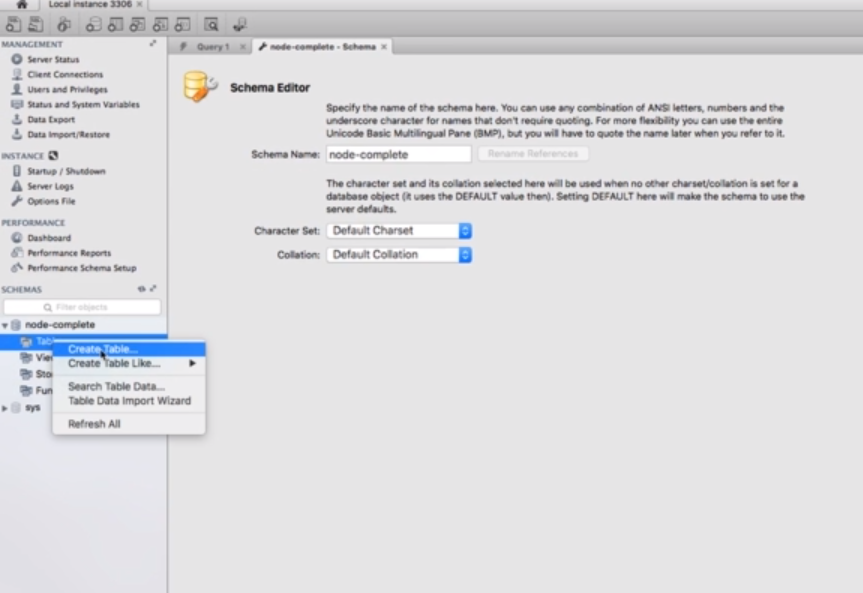 Local instance 3306
Query 1
node-complete - Schema
MANAGEMENT
Server Status
Client Connections
Users and Privileges
Status and System Variables
Data Export
Data Import/Restore
INSTANCE
Startup / Shutdown
Server Logs
Options File
PERFORMANCE
Dashboard
Performance Reports
Performance Schema Setup
SCHEMAS
Filter objects
node-complete
Tab
Vie
Sto
Fun
sys
Create Table...
Create Table Like...
Search Table Data...
Table Data Import Wizard
Refresh All
Schema Editor
Specify the name of the schema here. You can use any combination of ANSI letters, numbers and the
underscore character for names that don't require quoting. For more flexibility you can use the entire
Unicode Basic Multilingual Pane (BMP), but you will have to quote the name later when you refer to it.
Schema Name: node-complete Rename References
The character set and its collation selected here will be used when no other charset/collation is set for a
database object (it uses the DEFAULT value then). Setting DEFAULT here will make the schema to use the
server defaults.
Character Set: Default Charset
Collation: Default Collation